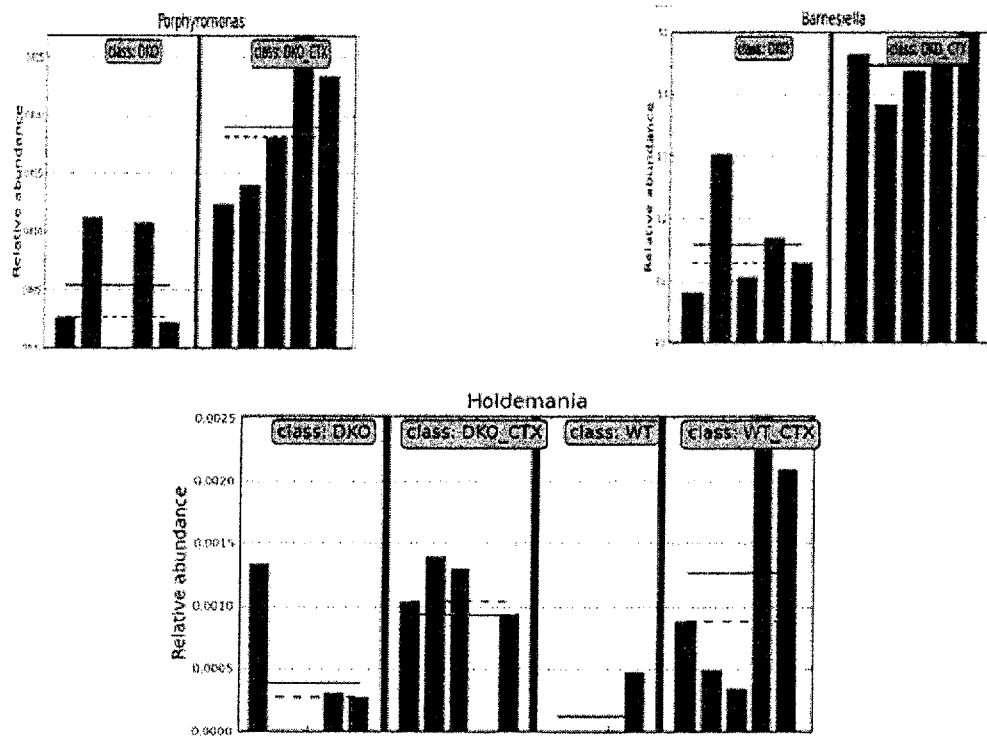 Porphyromonas
class: DKO
class: DKO_CTX
Relative abundance
Barnesiella
class: DKO
class: DKO_CTX
Relative abundance
Holdemania
class: DKO
class: DKO_CTX
class: WT
class: WT_CTX
Relative abundance
0.0025
0.0020
0.0015
0.0010
0.0005
0.0000